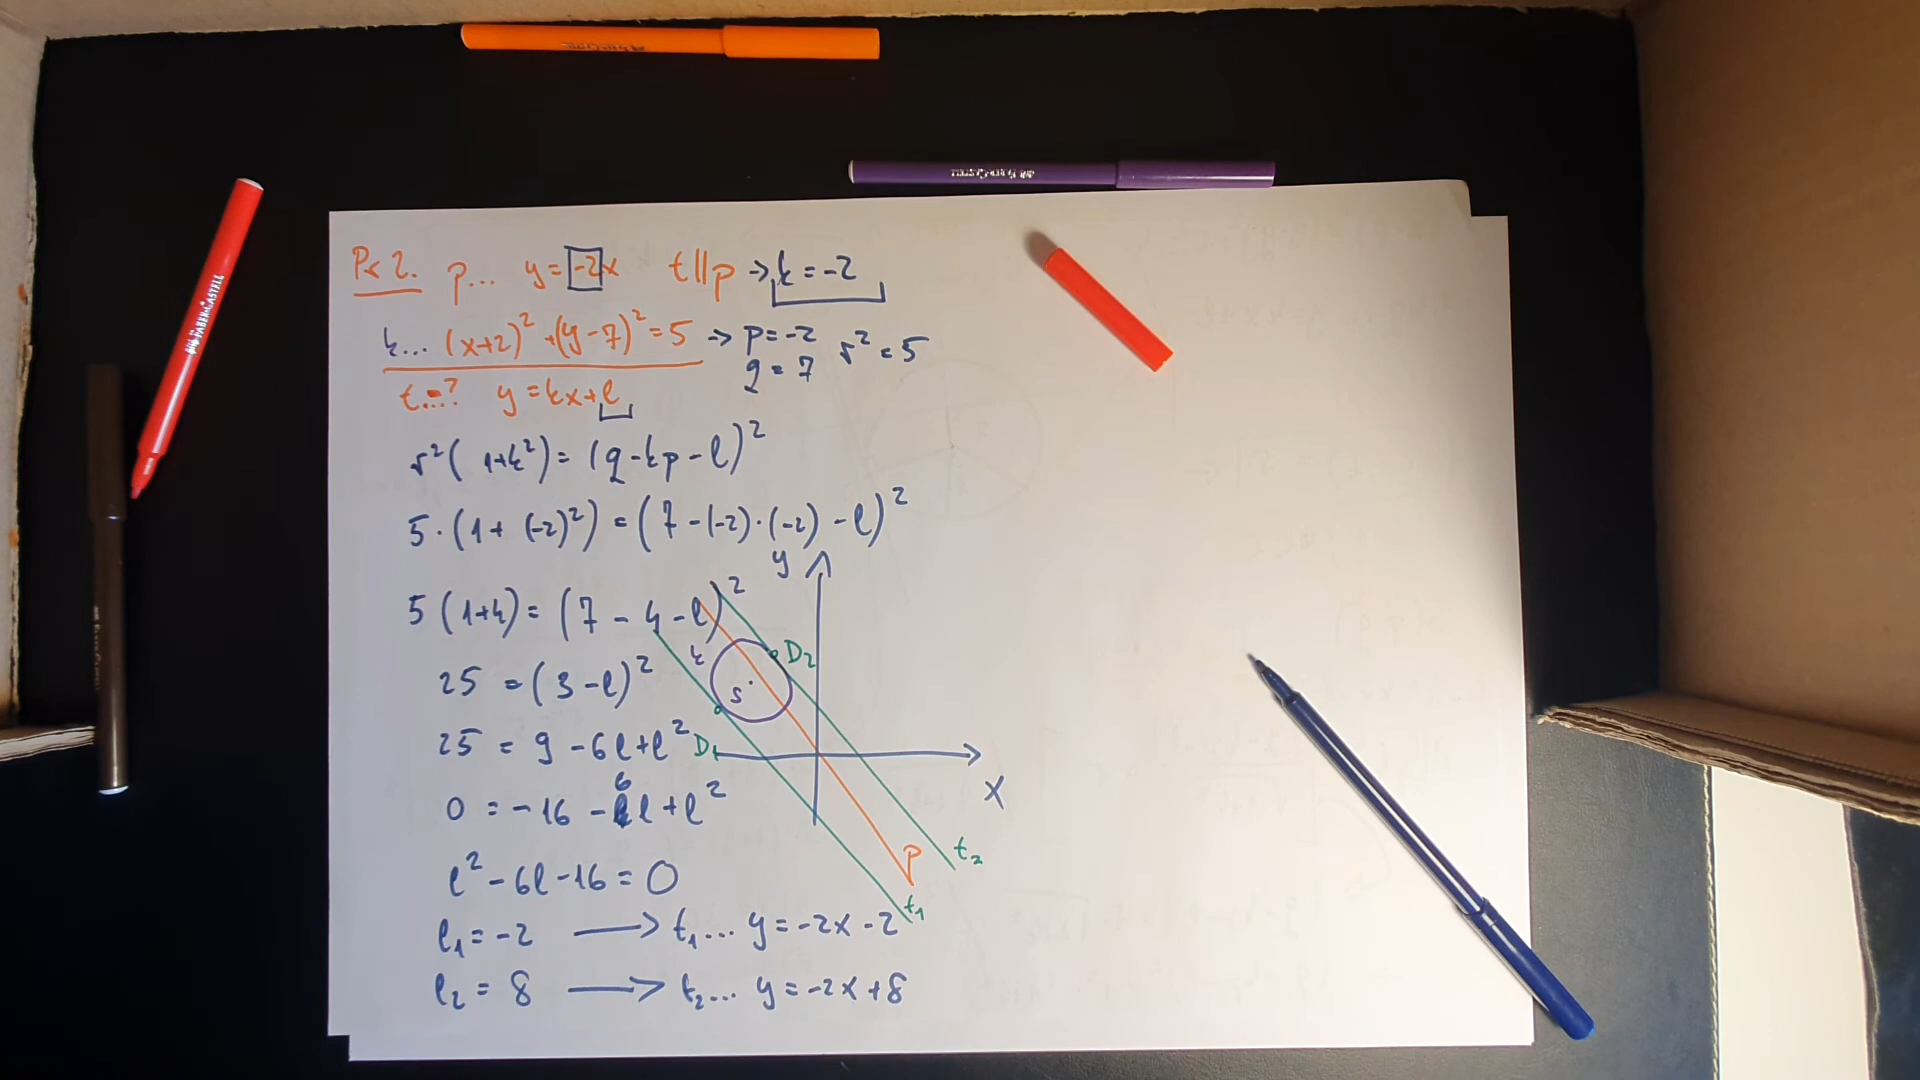 Pr 2. p... y = -2x t||p → k = -2
k... (x+2)² + (y-7)² = 5 → p = -2 r² = 5
q = 7
t...? y = kx + l
r²(1+k²) = (q - kp - l)²
5·(1+(-2)²) = (7-(-2)·(-2)-l)²
5(1+4) = (7-4-l)²
25 = (3-l)²
25 = 9 - 6l + l²
0 = -16 - 6l + l²
l² - 6l - 16 = 0
l₁ = -2 → t₁... y = -2x - 2
l₂ = 8 → t₂... y = -2x + 8
y
k
D₂
S
D₁
x
t₂
P
t₁
FABER-CASTELL